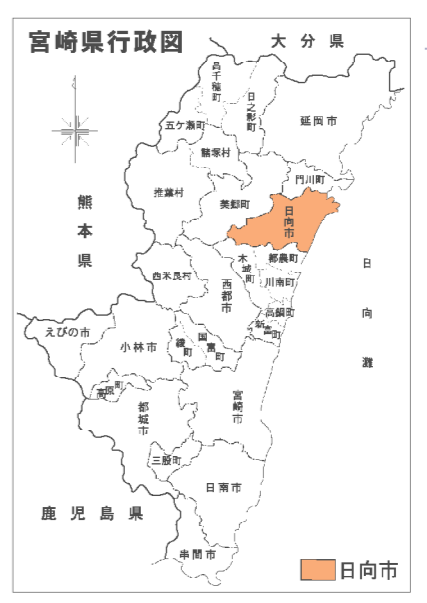 宮崎県行政図
大分県
高千穂町
日之影町
延岡市
五ケ瀬町
諸塚村
門川町
椎葉村
美郷町
日向市
熊本県
木城町
都農町
日向灘
西米良村
西都市
川南町
高鍋町
新富町
えびの市
小林市
綾町
国富町
高原町
都城市
宮崎市
三股町
日南市
鹿児島県
串間市
日向市